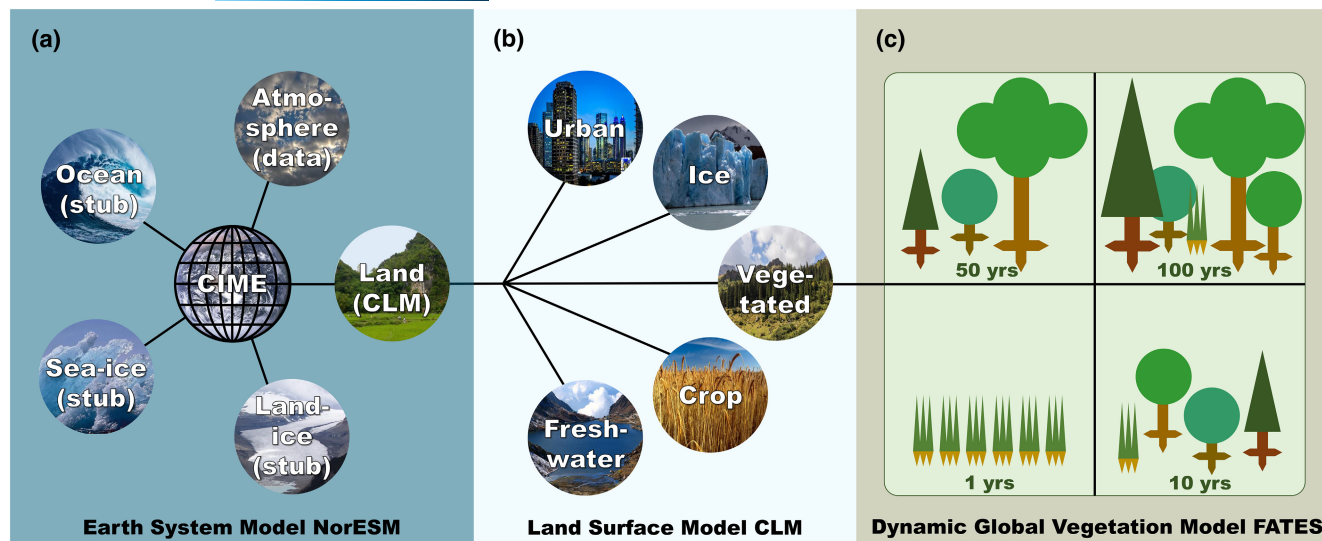 (a)
Atmo-
sphere
(data)
Ocean
(stub)
CIME
Land
(CLM)
Sea-ice
(stub)
Land-
ice
(stub)
Earth System Model NorESM
(b)
Urban
Ice
Vege-
tated
Crop
Fresh-
water
Land Surface Model CLM
(c)
50 yrs
100 yrs
1 yrs
10 yrs
Dynamic Global Vegetation Model FATES